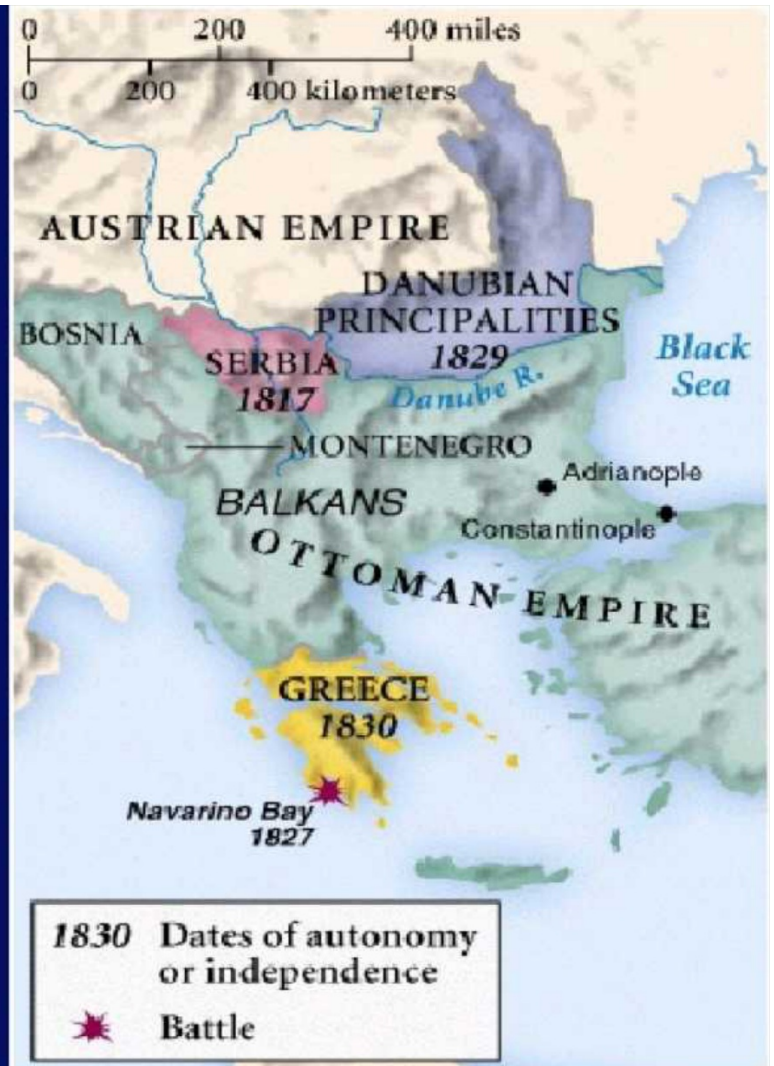 0 200 400 miles
0 200 400 kilometers
AUSTRIAN EMPIRE
DANUBIAN
PRINCIPALITIES
1829
BOSNIA
SERBIA
1817
Black
Sea
Danube R.
MONTENEGRO
Adrianople
BALKANS
Constantinople
OTTOMAN EMPIRE
GREECE
1830
Navarino Bay
1827
1830 Dates of autonomy
or independence
Battle